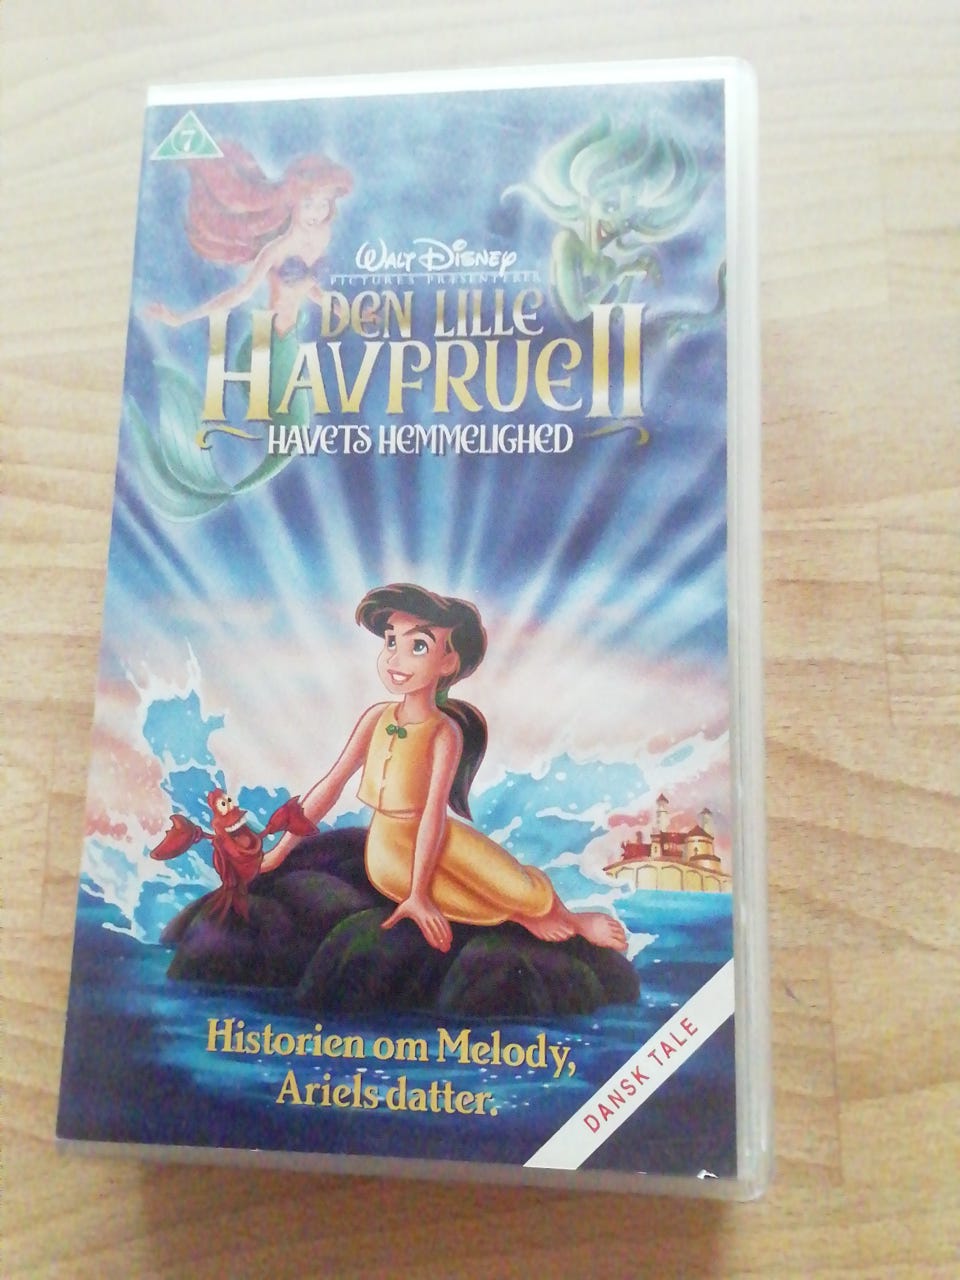 7
WALT DISNEY
PICTURES PRÆSENTERER
DEN LILLE
HAVFRUE II
HAVETS HEMMELIGHED
Historien om Melody,
Ariels datter.
DANSK TALE